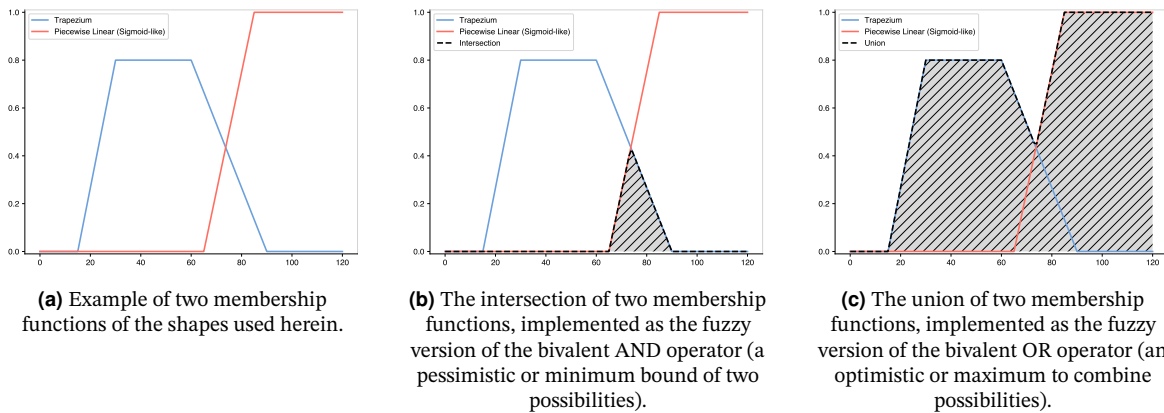 Trapezium
Piecewise Linear (Sigmoid-like)
1.0
0.8
0.6
0.4
0.2
0.0
0
20
40
60
80
100
120
(a) Example of two membership
functions of the shapes used herein.
Trapezium
Piecewise Linear (Sigmoid-like)
Intersection
1.0
0.8
0.6
0.4
0.2
0.0
0
20
40
60
80
100
120
(b) The intersection of two membership
functions, implemented as the fuzzy
version of the bivalent AND operator (a
pessimistic or minimum bound of two
possibilities).
Trapezium
Piecewise Linear (Sigmoid-like)
Union
1.0
0.8
0.6
0.4
0.2
0.0
0
20
40
60
80
100
120
(c) The union of two membership
functions, implemented as the fuzzy
version of the bivalent OR operator (an
optimistic or maximum to combine
possibilities).